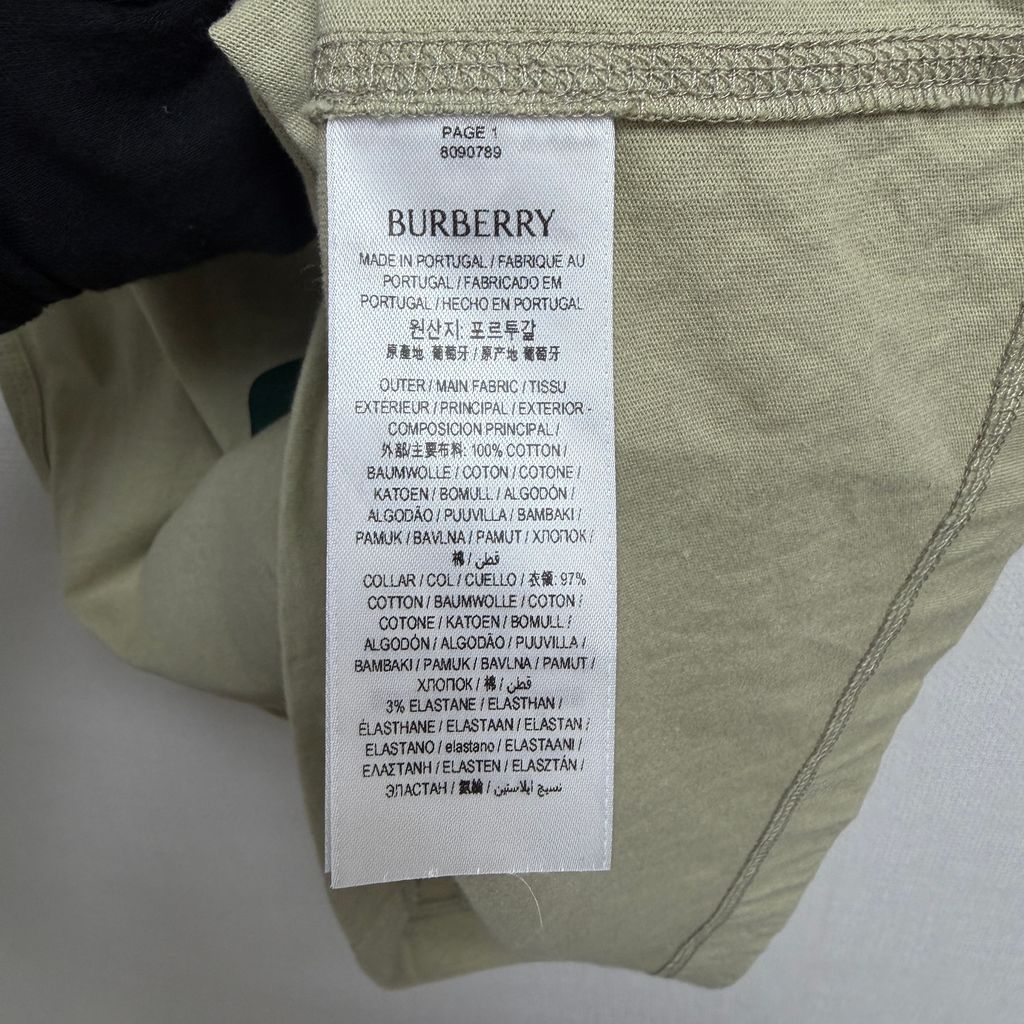 PAGE 1
8090789
BURBERRY
MADE IN PORTUGAL / FABRIQUE AU
PORTUGAL / FABRICADO EM
PORTUGAL / HECHO EN PORTUGAL
원산지: 포르투갈
原產地 葡萄牙 / 原产地 葡萄牙
OUTER / MAIN FABRIC / TISSU
EXTERIEUR / PRINCIPAL / EXTERIOR -
COMPOSICION PRINCIPAL /
外部/主要布料: 100% COTTON /
BAUMWOLLE / COTON / COTONE /
KATOEN / BOMULL / ALGODÓN /
ALGODÃO / PUUVILLA / BAMBAKI /
PAMUK / BAVLNA / PAMUT / ХЛОПОК /
棉 / قطن
COLLAR / COL / CUELLO / 衣領: 97%
COTTON / BAUMWOLLE / COTON /
COTONE / KATOEN / BOMULL /
ALGODÓN / ALGODÃO / PUUVILLA /
BAMBAKI / PAMUK / BAVLNA / PAMUT /
ХЛОПОК / 棉 / قطن
3% ELASTANE / ELASTHAN /
ÉLASTHANNE / ELASTAAN / ELASTAN /
ELASTANO / elastano / ELASTAANI /
ΕΛΑΣΤΑΝΗ / ELASTEN / ELASZTÁN /
ЭЛАСТАН / نسيج ايلاستين /